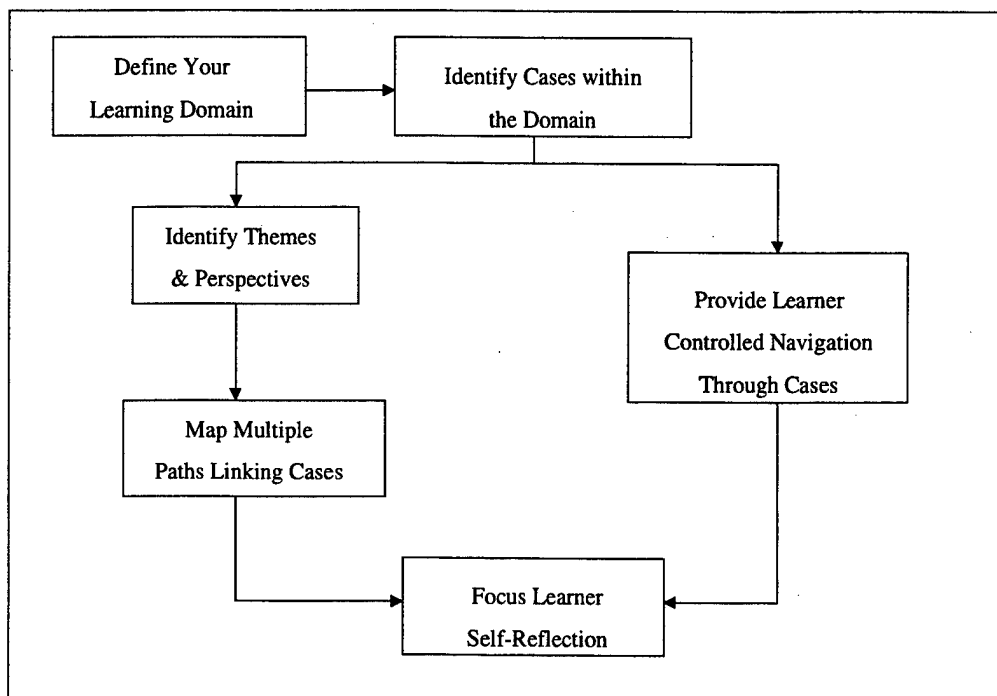 Define Your
Learning Domain
Identify Cases within
the Domain
Identify Themes
& Perspectives
Provide Learner
Controlled Navigation
Through Cases
Map Multiple
Paths Linking Cases
Focus Learner
Self-Reflection